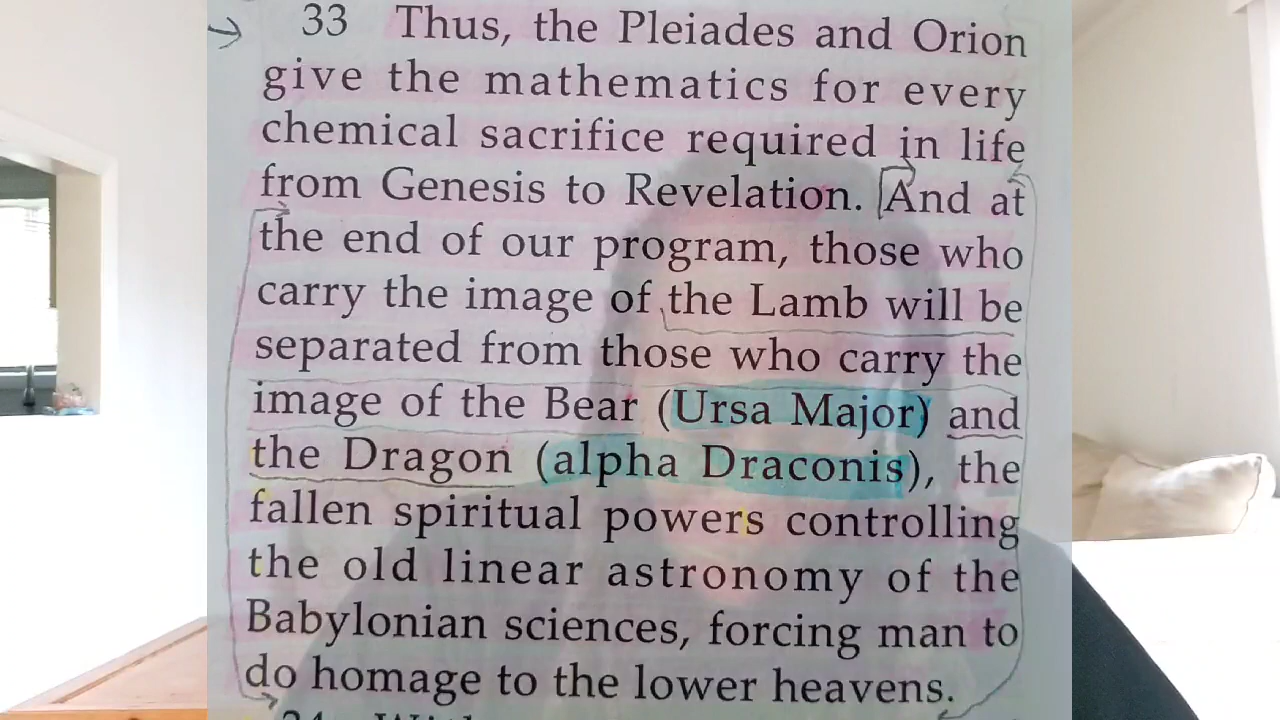 33 Thus, the Pleiades and Orion
give the mathematics for every
chemical sacrifice required in life
from Genesis to Revelation. And at
the end of our program, those who
carry the image of the Lamb will be
separated from those who carry the
image of the Bear (Ursa Major) and
the Dragon (alpha Draconis), the
fallen spiritual powers controlling
the old linear astronomy of the
Babylonian sciences, forcing man to
do homage to the lower heavens.